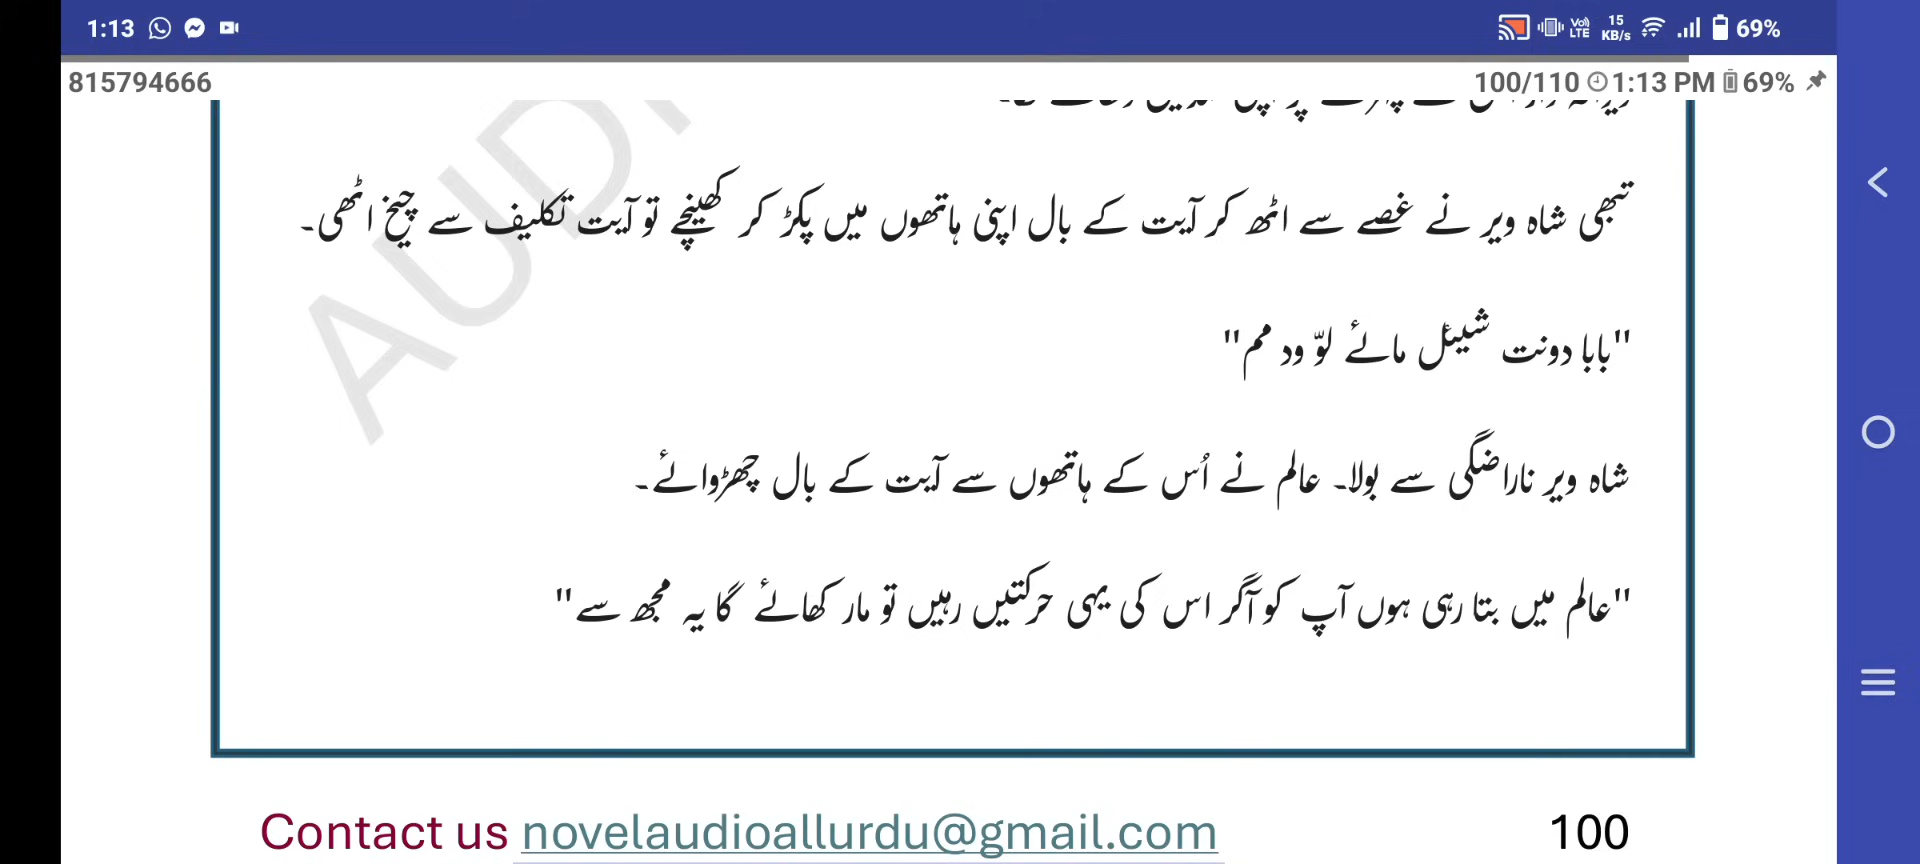 1:13 15 KB/s VoLTE 69%
815794666 100/110 1:13 PM 69%
تبھی شاہ ویر نے غصے سے اٹھ کر آیت کے بال اپنی ہاتھوں میں پکڑ کر کھینچے تو آیت تکلیف سے چیخ اٹھی۔
"بابا دونت شیئل مائے لوّ ود مم"
شاہ ویر ناراضگی سے بولا۔ عالم نے اُس کے ہاتھوں سے آیت کے بال چھڑوائے۔
"عالم میں بتا رہی ہوں آپ کو آگر اس کی یہی حرکتیں رہیں تو مار کھائے گا یہ مجھ سے"
Contact us novelaudioallurdu@gmail.com 100